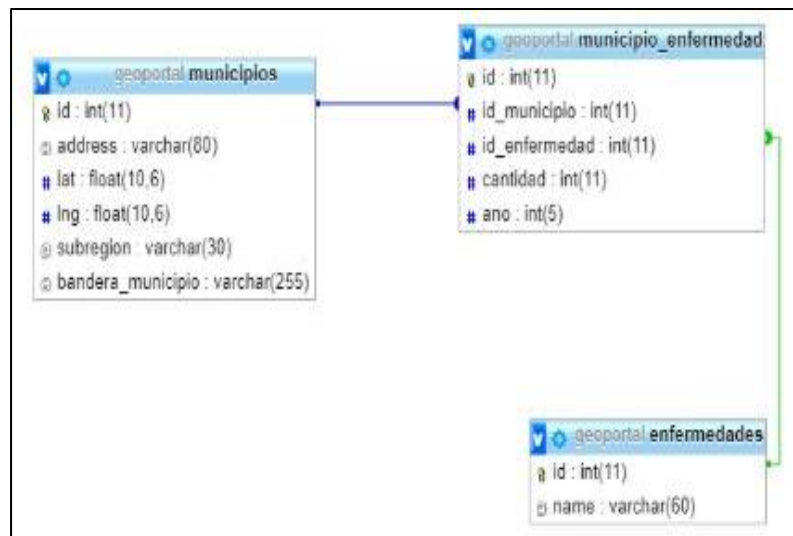 geoportal municipios
id : int(11)
address : varchar(80)
lat : float(10,6)
lng : float(10,6)
subregion : varchar(30)
bandera_municipio : varchar(255)
geoportal municipio_enfermedad
id : int(11)
id_municipio : int(11)
id_enfermedad : int(11)
cantidad : int(11)
ano : int(5)
geoportal enfermedades
id : int(11)
name : varchar(60)